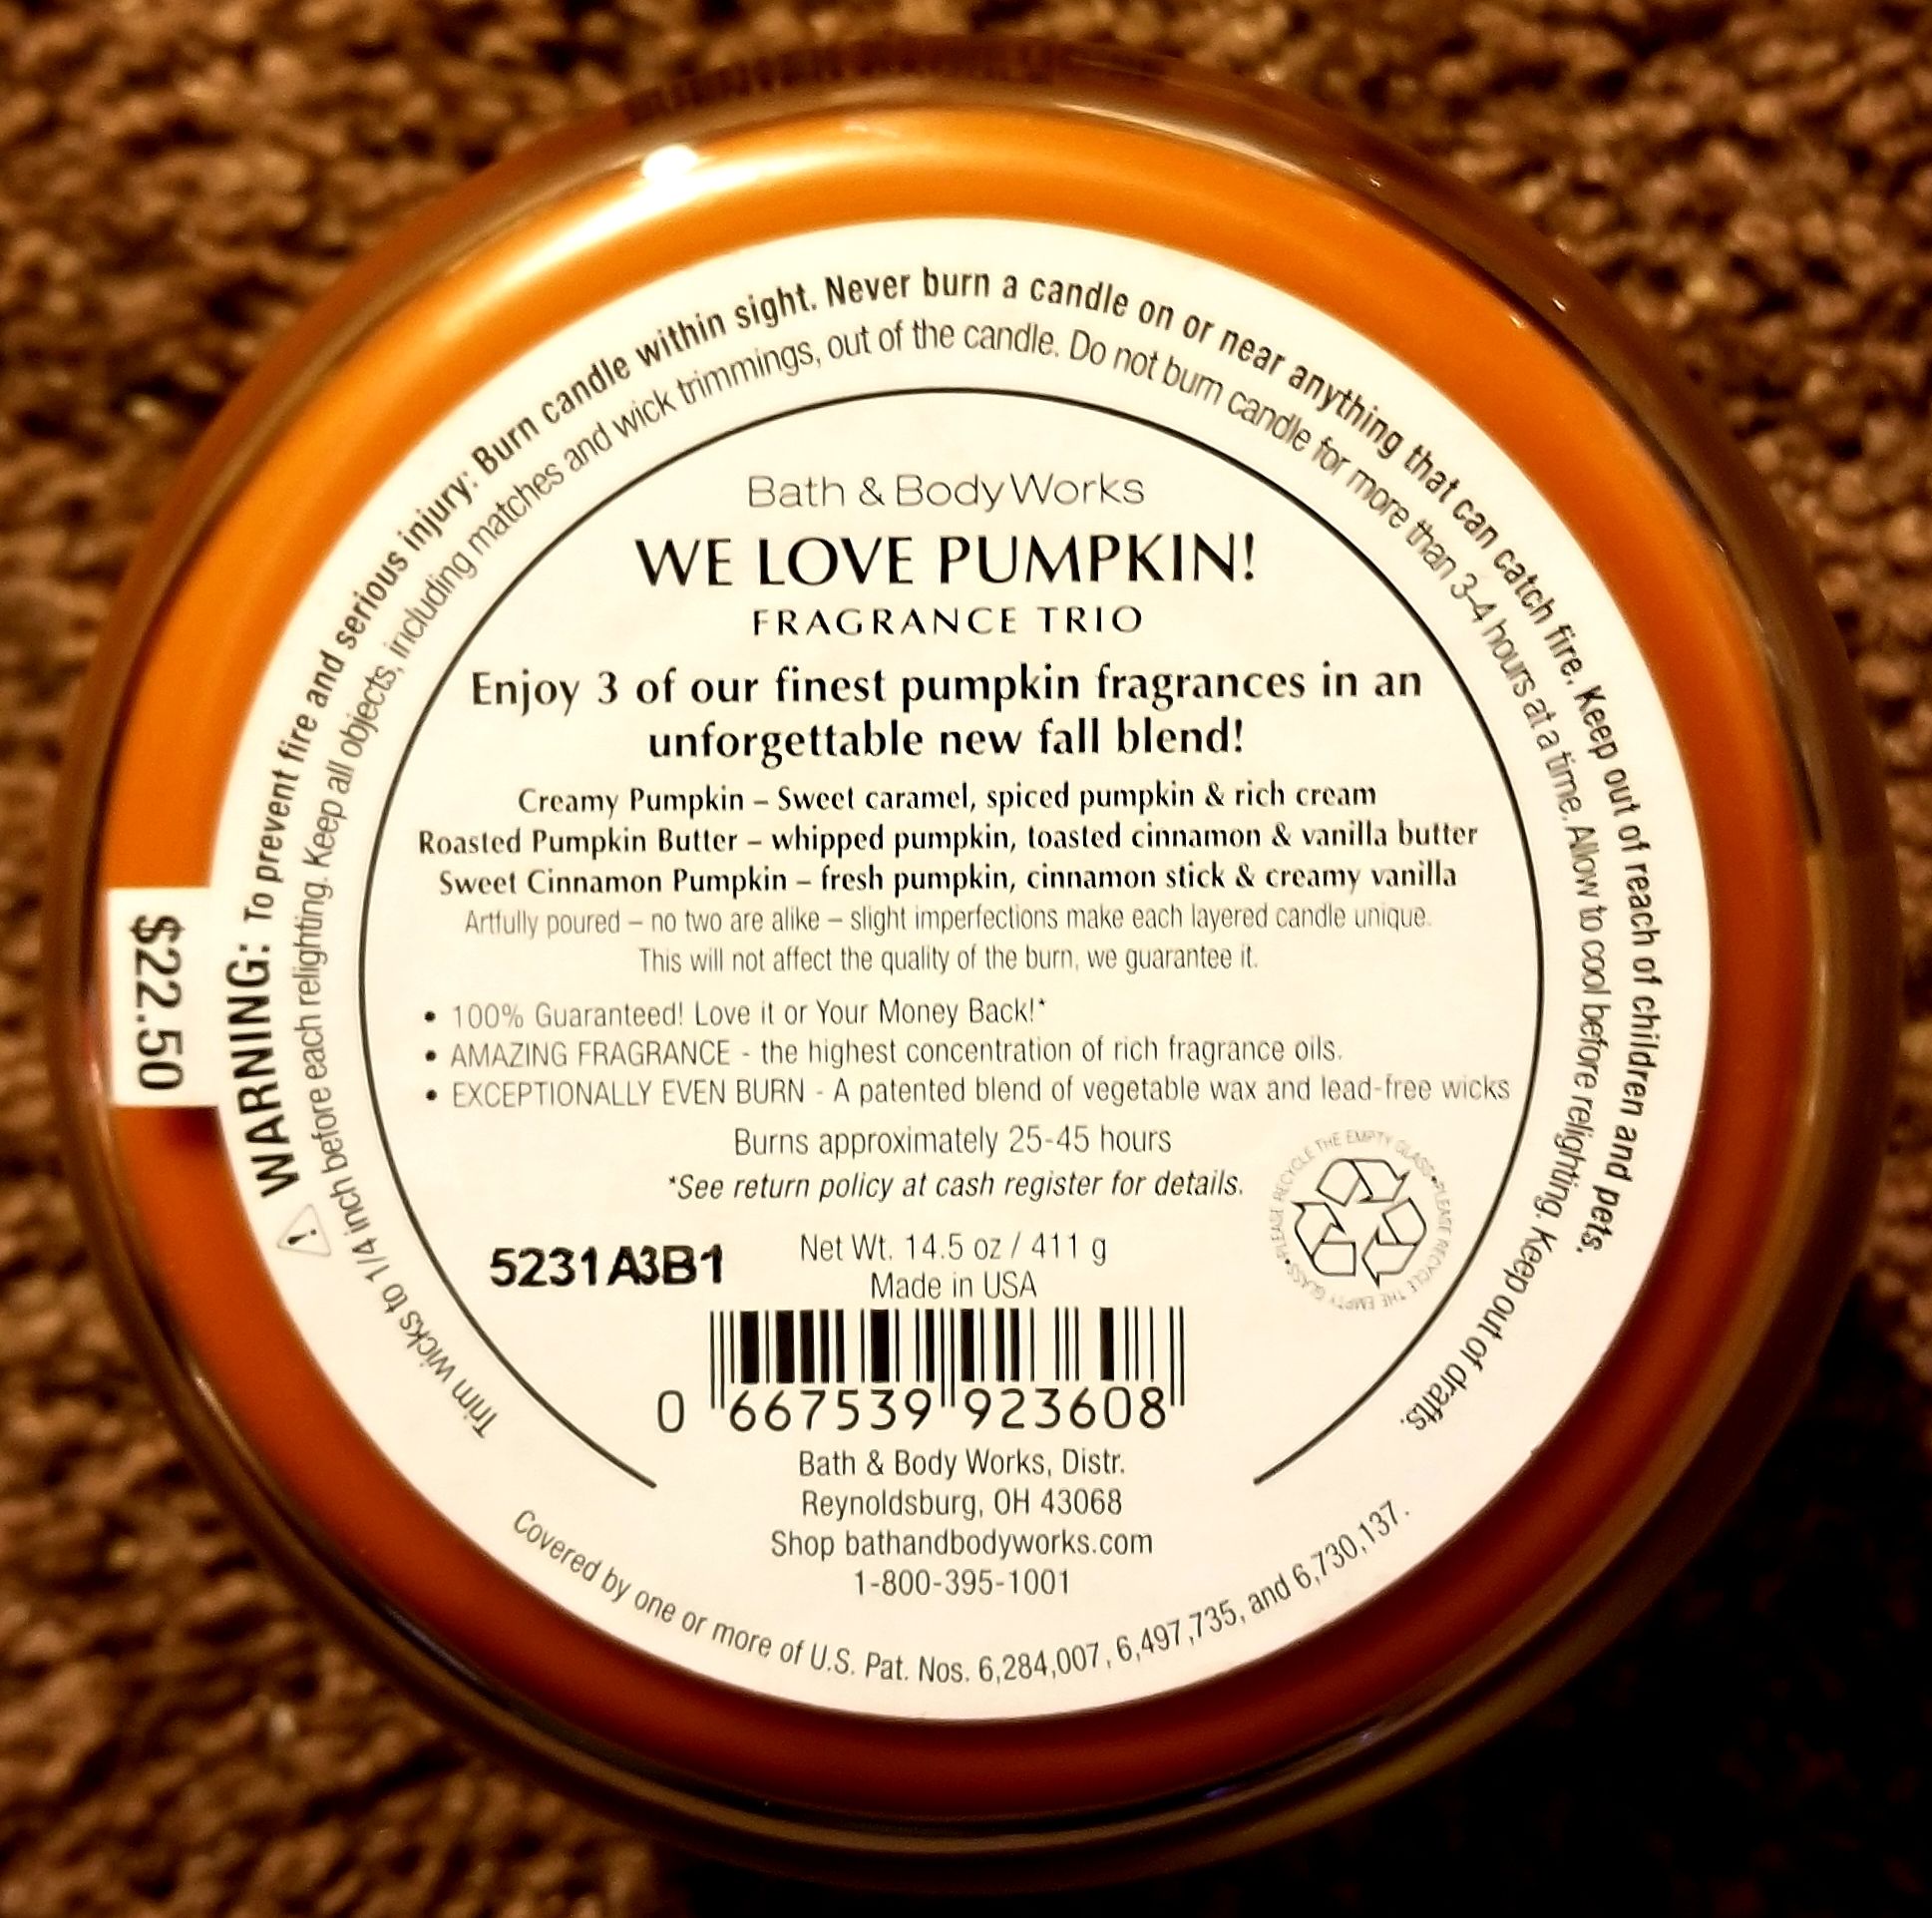 WARNING: To prevent fire and serious injury: Burn candle within sight. Never burn a candle on or near anything that can catch fire. Keep out of reach of children and pets.
Trim wicks to 1/4 inch before each relighting. Keep all objects, including matches and wick trimmings, out of the candle. Do not burn candle for more than 3-4 hours at a time. Allow to cool before relighting. Keep out of drafts.
$22.50
Bath & Body Works
WE LOVE PUMPKIN!
FRAGRANCE TRIO
Enjoy 3 of our finest pumpkin fragrances in an
unforgettable new fall blend!
Creamy Pumpkin – Sweet caramel, spiced pumpkin & rich cream
Roasted Pumpkin Butter – whipped pumpkin, toasted cinnamon & vanilla butter
Sweet Cinnamon Pumpkin – fresh pumpkin, cinnamon stick & creamy vanilla
Artfully poured – no two are alike – slight imperfections make each layered candle unique.
This will not affect the quality of the burn, we guarantee it.
• 100% Guaranteed! Love it or Your Money Back!*
• AMAZING FRAGRANCE - the highest concentration of rich fragrance oils.
• EXCEPTIONALLY EVEN BURN - A patented blend of vegetable wax and lead-free wicks
Burns approximately 25-45 hours
*See return policy at cash register for details.
PLEASE RECYCLE THE EMPTY GLASS•PLEASE RECYCLE THE EMPTY GLASS•
5231A3B1
Net Wt. 14.5 oz / 411 g
Made in USA
0 667539 923608
Bath & Body Works, Distr.
Reynoldsburg, OH 43068
Shop bathandbodyworks.com
1-800-395-1001
Covered by one or more of U.S. Pat. Nos. 6,284,007, 6,497,735, and 6,730,137.